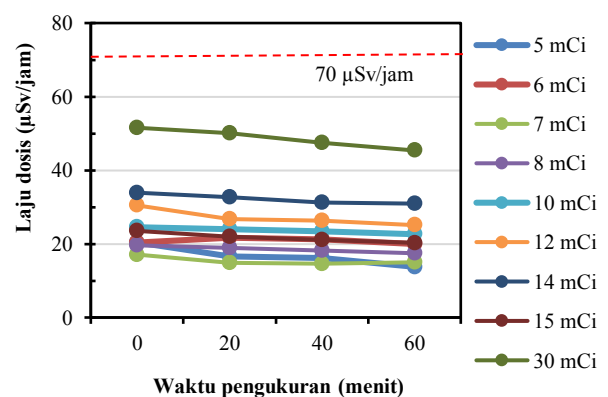 80
60
40
20
0
Laju dosis (µSv/jam)
70 µSv/jam
0 20 40 60
Waktu pengukuran (menit)
5 mCi
6 mCi
7 mCi
8 mCi
10 mCi
12 mCi
14 mCi
15 mCi
30 mCi